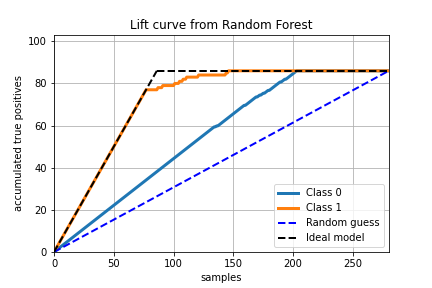 Lift curve from Random Forest
accumulated true positives
100
80
60
40
20
0
0 50 100 150 200 250
samples
Class 0
Class 1
Random guess
Ideal model